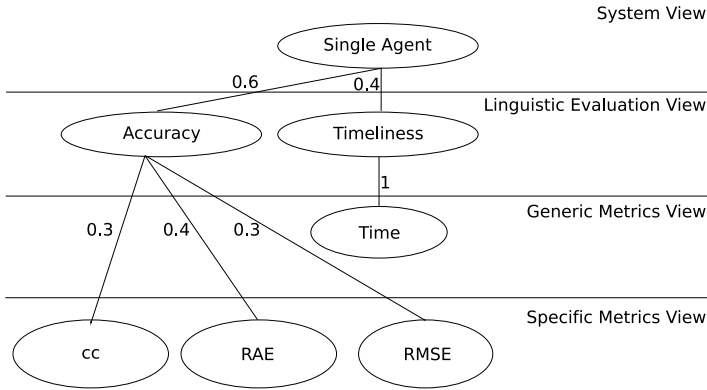 System View
Single Agent
0.6
0.4
Linguistic Evaluation View
Accuracy
Timeliness
1
Generic Metrics View
0.3
0.4
0.3
Time
Specific Metrics View
cc
RAE
RMSE